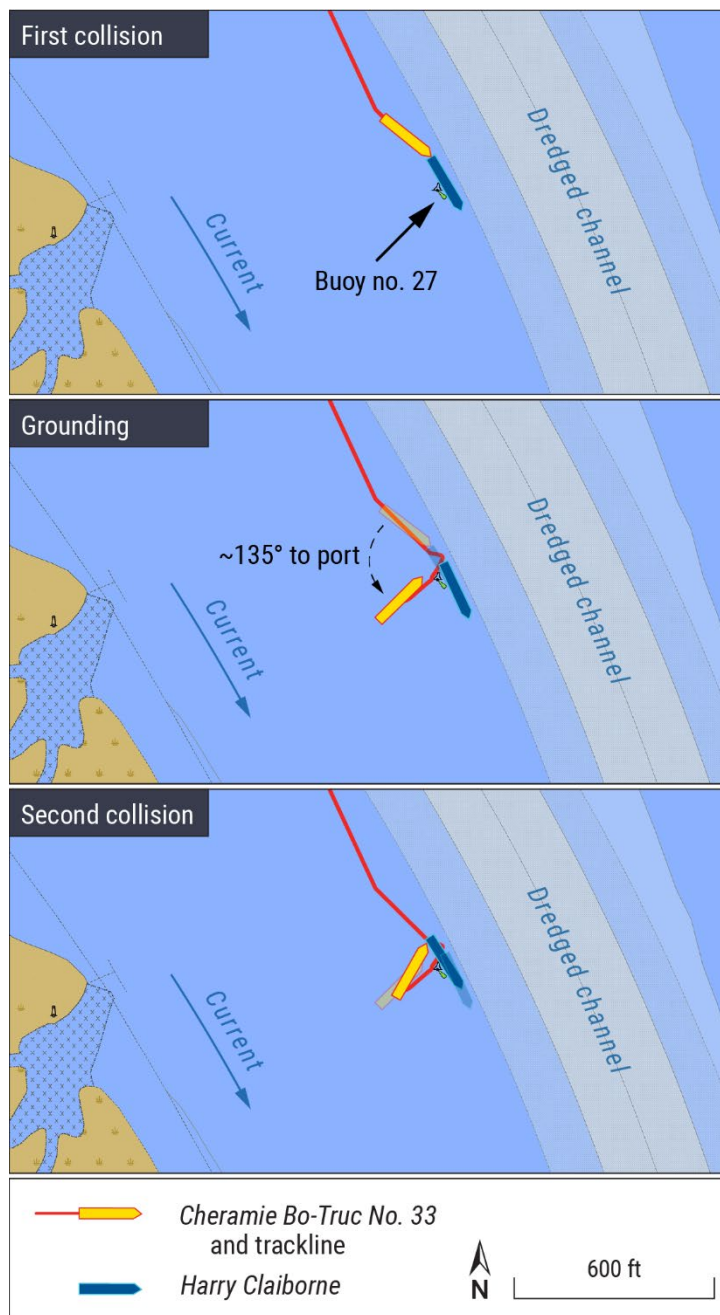 First collision
Dredged channel
Current
Buoy no. 27
Grounding
Dredged channel
~135° to port
Current
Second collision
Dredged channel
Current
Cheramie Bo-Truc No. 33
and trackline
Harry Claiborne
N
600 ft